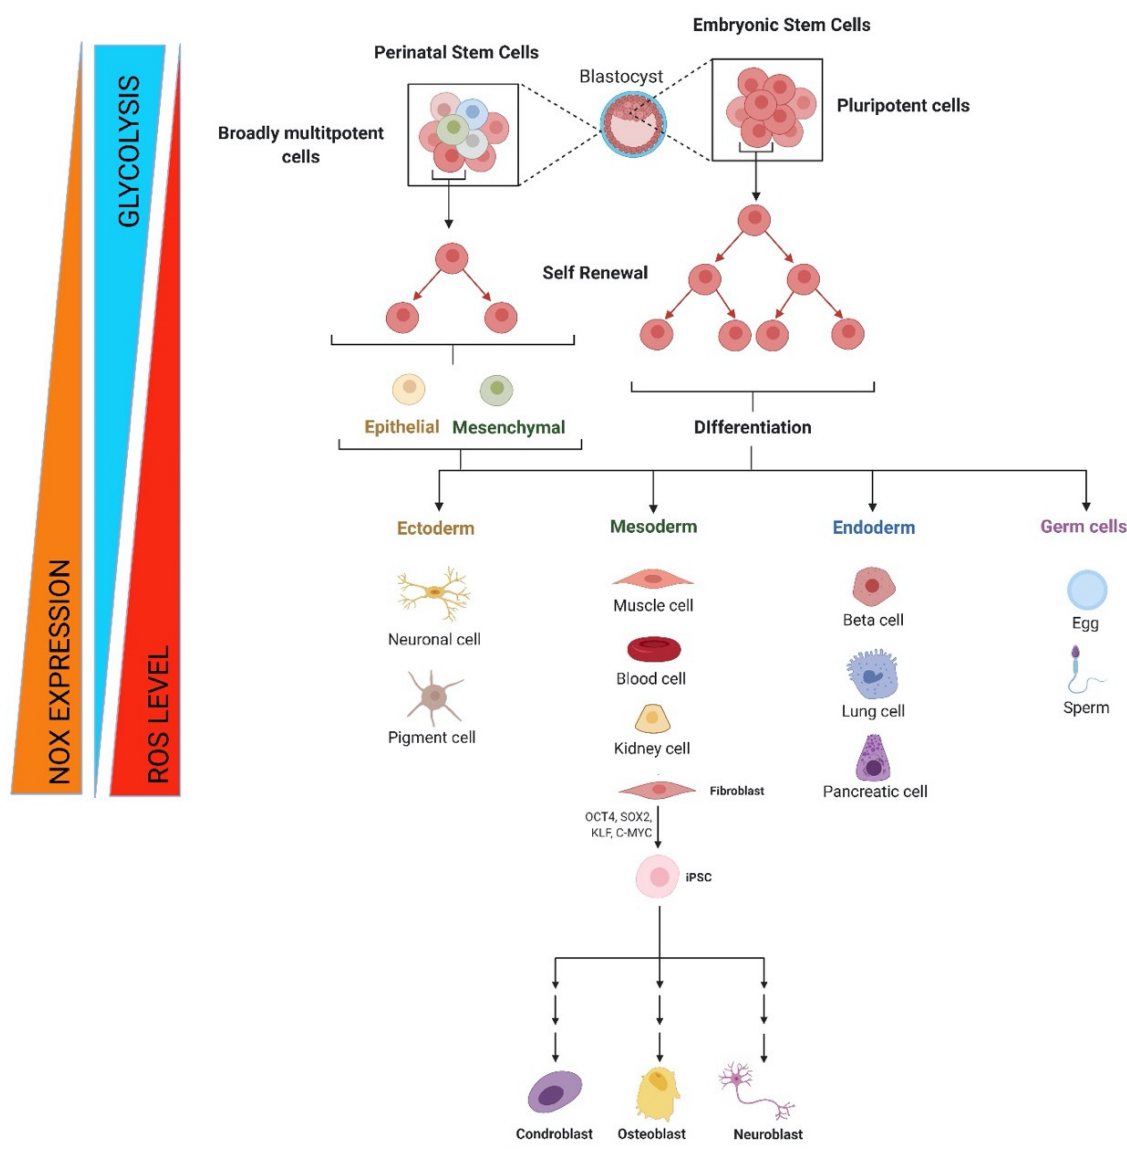 Embryonic Stem Cells
Perinatal Stem Cells
Blastocyst
Pluripotent cells
Broadly multitpotent
cells
GLYCOLYSIS
NOX EXPRESSION
ROS LEVEL
Self Renewal
Epithelial
Mesenchymal
DIfferentiation
Ectoderm
Mesoderm
Endoderm
Germ cells
Neuronal cell
Pigment cell
Muscle cell
Blood cell
Kidney cell
Fibroblast
Beta cell
Lung cell
Pancreatic cell
Egg
Sperm
OCT4, SOX2,
KLF, C-MYC
iPSC
Condroblast
Osteoblast
Neuroblast